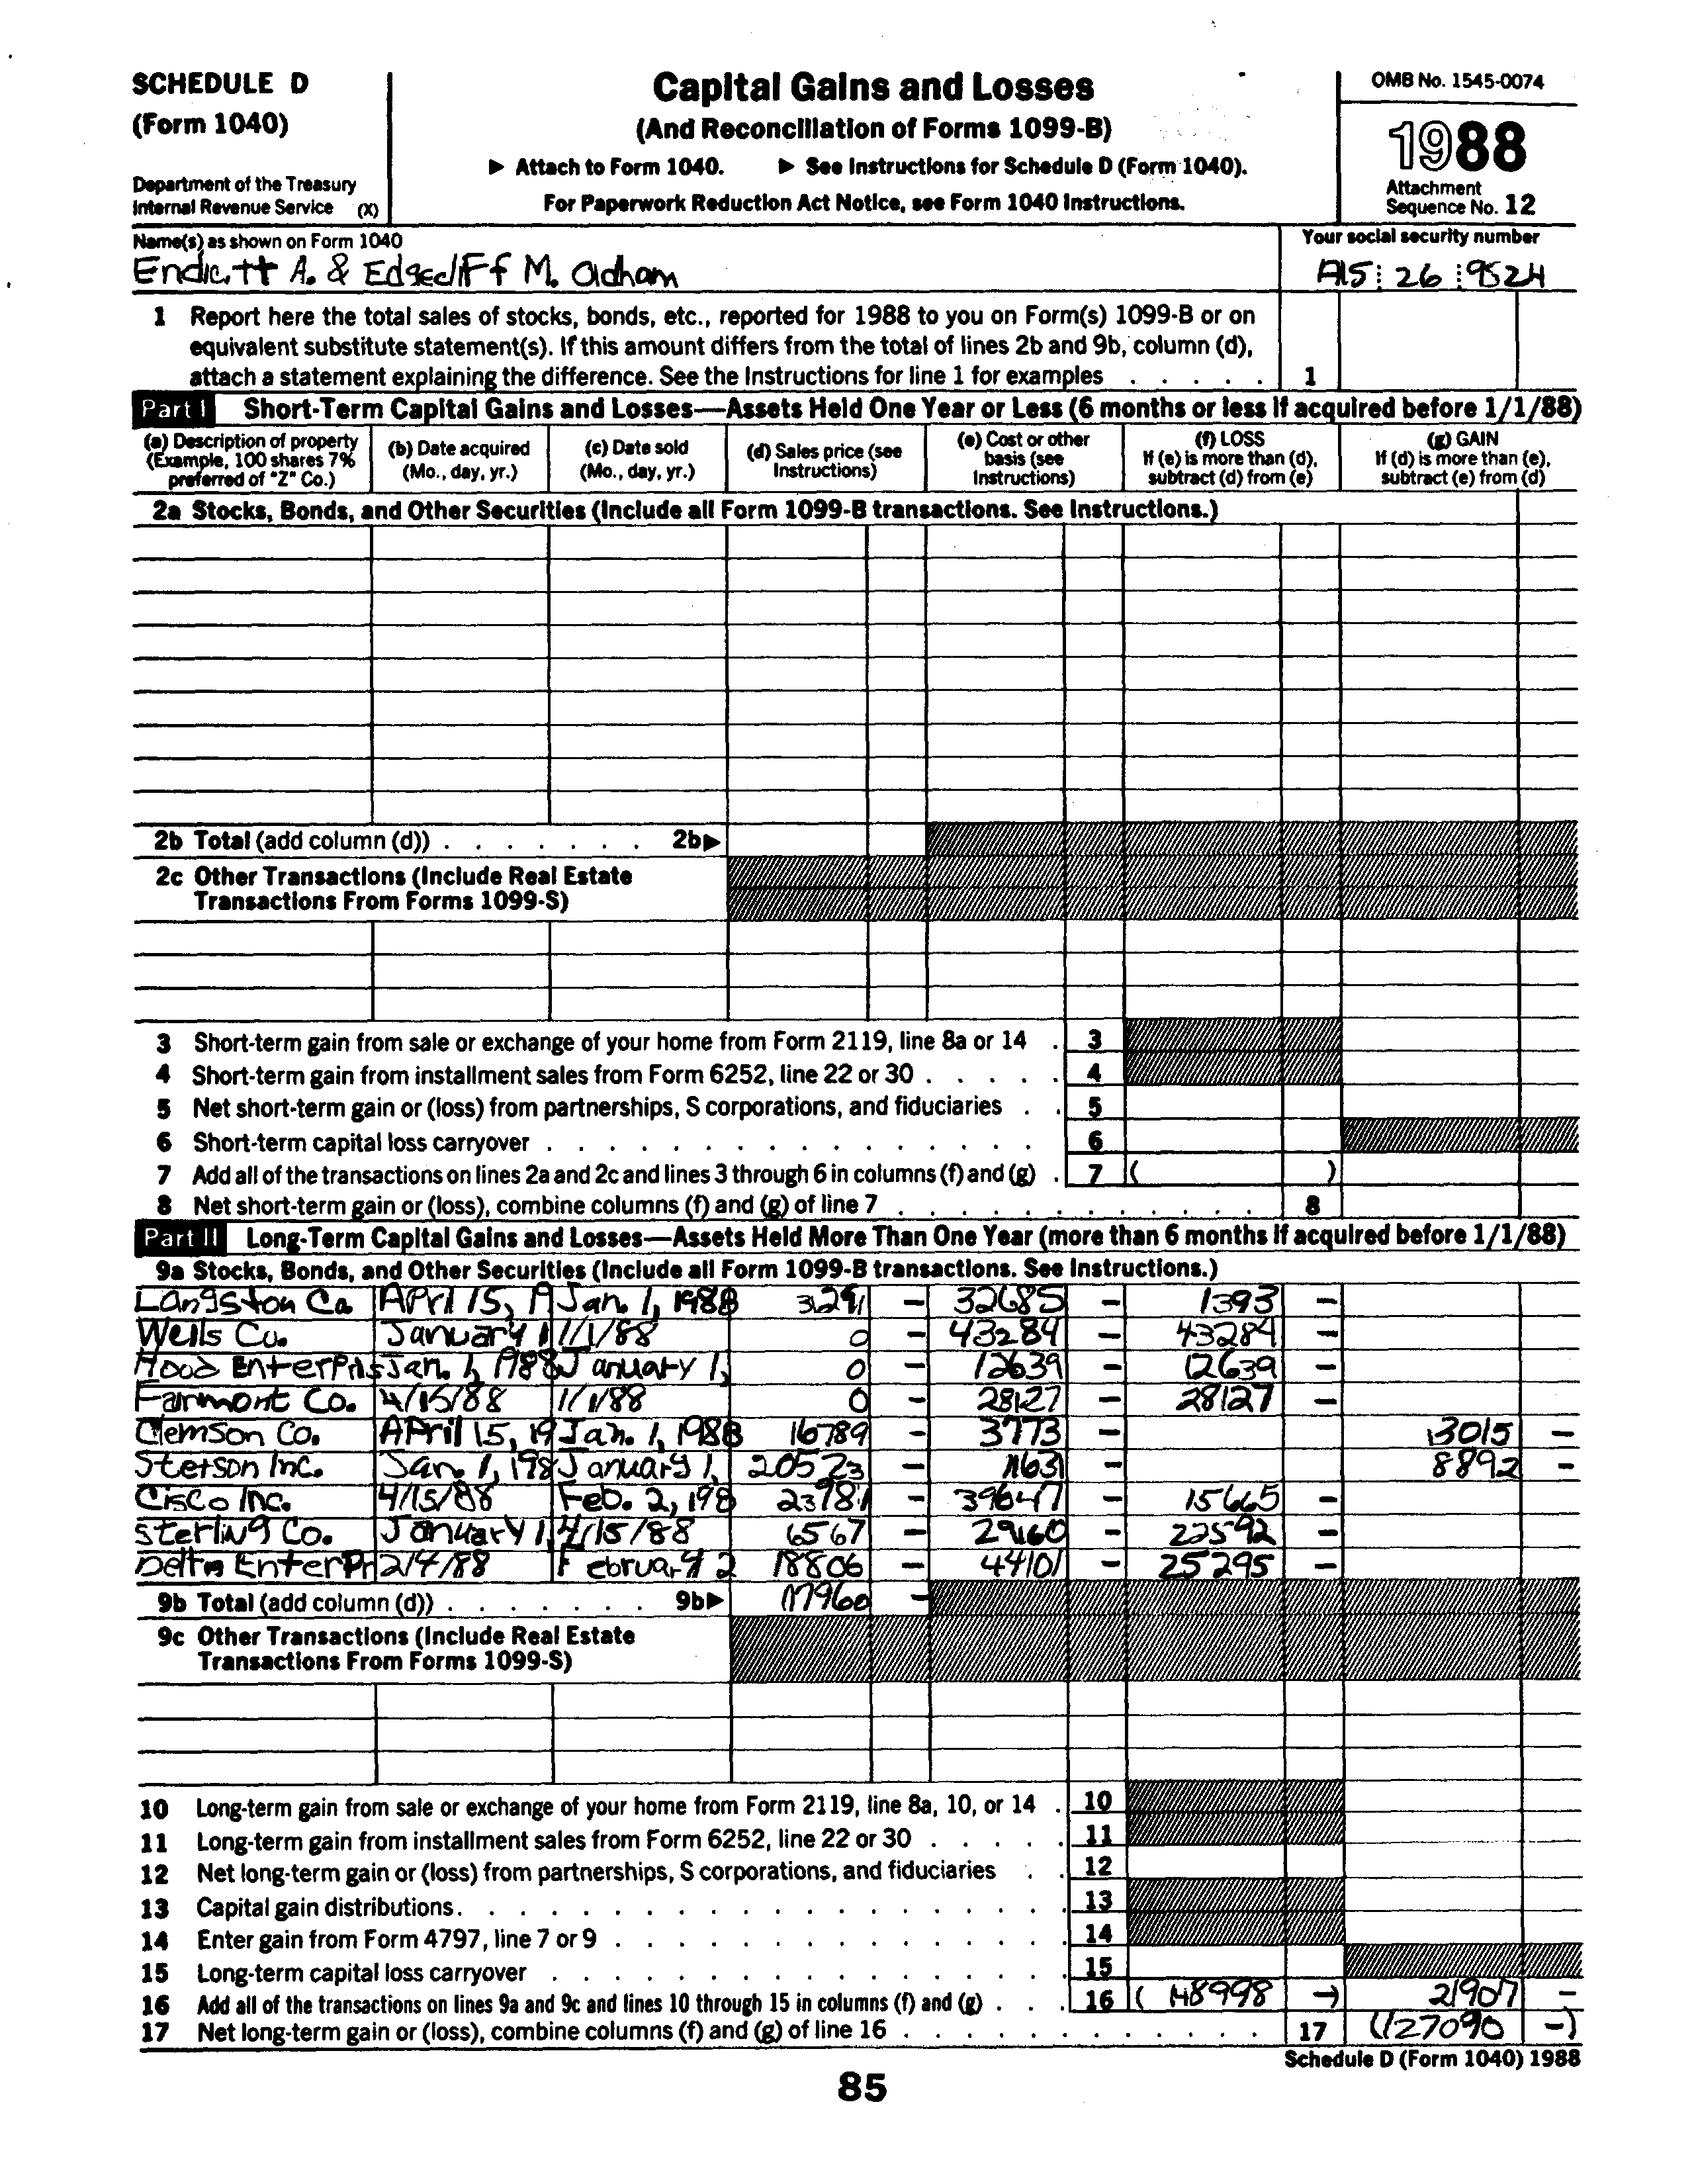 SCHEDULE D
(Form 1040)
Department of the Treasury
Internal Revenue Service (X)
Capital Gains and Losses
(And Reconciliation of Forms 1099-B)
▶ Attach to Form 1040. ▶ See Instructions for Schedule D (Form 1040).
For Paperwork Reduction Act Notice, see Form 1040 Instructions.
OMB No. 1545-0074
1988
Attachment
Sequence No. 12
Name(s) as shown on Form 1040
Your social security number
Endicott A. & Edgecliff M. Oldham
415 26 9524
1 Report here the total sales of stocks, bonds, etc., reported for 1988 to you on Form(s) 1099-B or on
equivalent substitute statement(s). If this amount differs from the total of lines 2b and 9b, column (d),
attach a statement explaining the difference. See the Instructions for line 1 for examples . . . . . 1
Part I Short-Term Capital Gains and Losses—Assets Held One Year or Less (6 months or less if acquired before 1/1/88)
(a) Description of property
(Example, 100 shares 7%
preferred of "Z" Co.)
(b) Date acquired
(Mo., day, yr.)
(c) Date sold
(Mo., day, yr.)
(d) Sales price (see
Instructions)
(e) Cost or other
basis (see
Instructions)
(f) LOSS
If (e) is more than (d),
subtract (d) from (e)
(g) GAIN
If (d) is more than (e),
subtract (e) from (d)
2a Stocks, Bonds, and Other Securities (Include all Form 1099-B transactions. See Instructions.)
2b Total (add column (d)) . . . . . . . 2b▶
2c Other Transactions (Include Real Estate
Transactions From Forms 1099-S)
3 Short-term gain from sale or exchange of your home from Form 2119, line 8a or 14 . 3
4 Short-term gain from installment sales from Form 6252, line 22 or 30 . . . . . 4
5 Net short-term gain or (loss) from partnerships, S corporations, and fiduciaries . . 5
6 Short-term capital loss carryover . . . . . . . . . . . . . . . . 6
7 Add all of the transactions on lines 2a and 2c and lines 3 through 6 in columns (f) and (g) . 7 ( )
8 Net short-term gain or (loss), combine columns (f) and (g) of line 7 . . . . . . . . . . . . 8
Part II Long-Term Capital Gains and Losses—Assets Held More Than One Year (more than 6 months if acquired before 1/1/88)
9a Stocks, Bonds, and Other Securities (Include all Form 1099-B transactions. See Instructions.)
Langston Co April 15, 1 Jan. 1, 1988 31291 – 32685 – 1393 –
Wells Co. January 1 1/1/88 0 – 43284 – 43284 –
Hood Enterpris Jan. 1, 1988 January 1, 0 – 12639 – 12639 –
Fairmont Co. 4/15/88 1/1/88 0 – 28127 – 28127 –
Clemson Co. April 15, 19 Jan. 1, 1988 16789 – 3773 – 13015 –
Stetson Inc. Jan. 1, 198 January 1, 20523 – 11631 – 8892 –
Cisco Inc. 4/15/88 Feb. 2, 198 23981 – 39647 – 15665 –
Sterling Co. January 1, 4/15/88 6567 – 29160 – 22592 –
Delta Enterpr 2/4/88 February 2 18806 – 44101 – 25295 –
9b Total (add column (d)) . . . . . . . 9b▶ 117960 –
9c Other Transactions (Include Real Estate
Transactions From Forms 1099-S)
10 Long-term gain from sale or exchange of your home from Form 2119, line 8a, 10, or 14 . 10
11 Long-term gain from installment sales from Form 6252, line 22 or 30 . . . . . 11
12 Net long-term gain or (loss) from partnerships, S corporations, and fiduciaries . . 12
13 Capital gain distributions. . . . . . . . . . . . . . . . . . . 13
14 Enter gain from Form 4797, line 7 or 9 . . . . . . . . . . . . . . 14
15 Long-term capital loss carryover . . . . . . . . . . . . . . . . 15
16 Add all of the transactions on lines 9a and 9c and lines 10 through 15 in columns (f) and (g) . . . 16 ( 148998 –) 21907 –
17 Net long-term gain or (loss), combine columns (f) and (g) of line 16 . . . . . . . . . . . . 17 (127090 –)
Schedule D (Form 1040) 1988
85